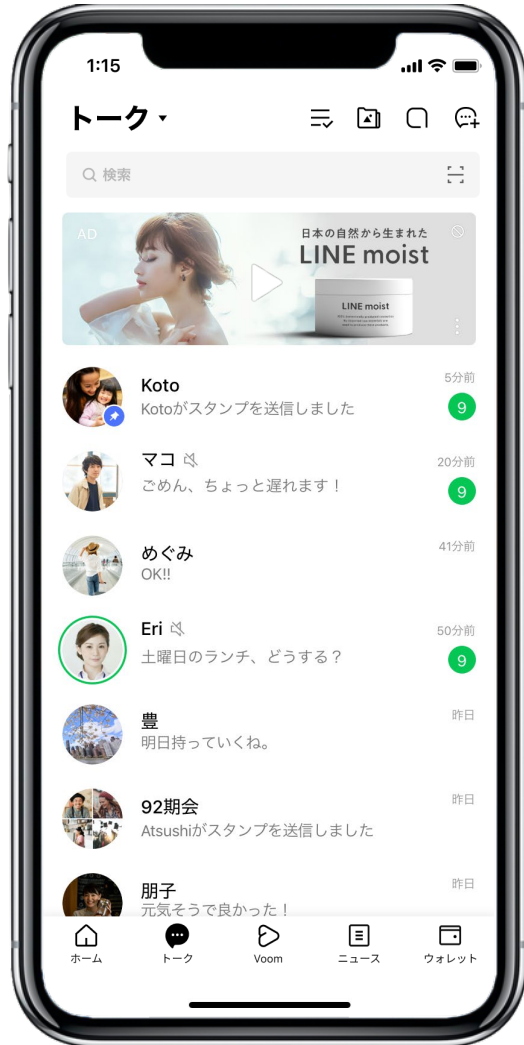 1:15
トーク
検索
AD
日本の自然から生まれた
LINE moist
LINE moist
Koto
5分前
Kotoがスタンプを送信しました
9
マコ
20分前
ごめん、ちょっと遅れます！
9
めぐみ
41分前
OK!!
Eri
50分前
土曜日のランチ、どうする？
9
豊
昨日
明日持っていくね。
92期会
昨日
Atsushiがスタンプを送信しました
朋子
昨日
元気そうで良かった！
ホーム
トーク
Voom
ニュース
ウォレット